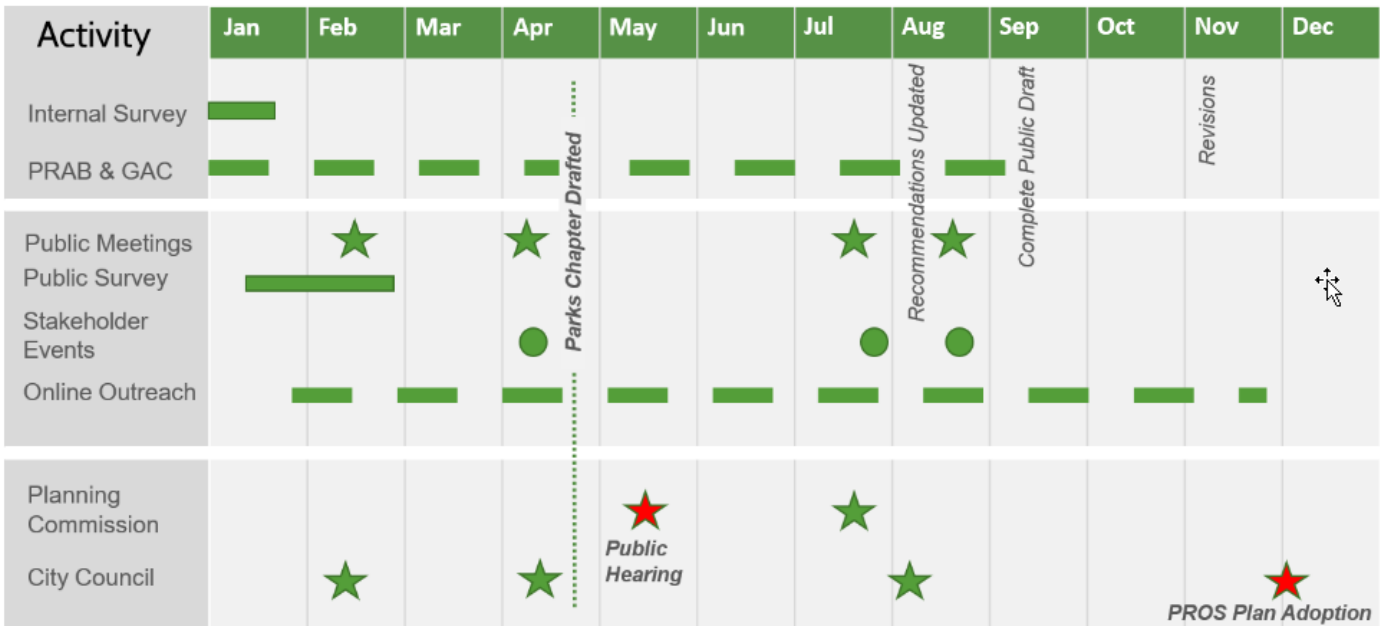 Activity
Jan Feb Mar Apr May Jun Jul Aug Sep Oct Nov Dec
Internal Survey
PRAB & GAC
Parks Chapter Drafted
Recommendations Updated
Complete Public Draft
Revisions
Public Meetings
Public Survey
Stakeholder
Events
Online Outreach
Planning
Commission
Public
Hearing
City Council
PROS Plan Adoption